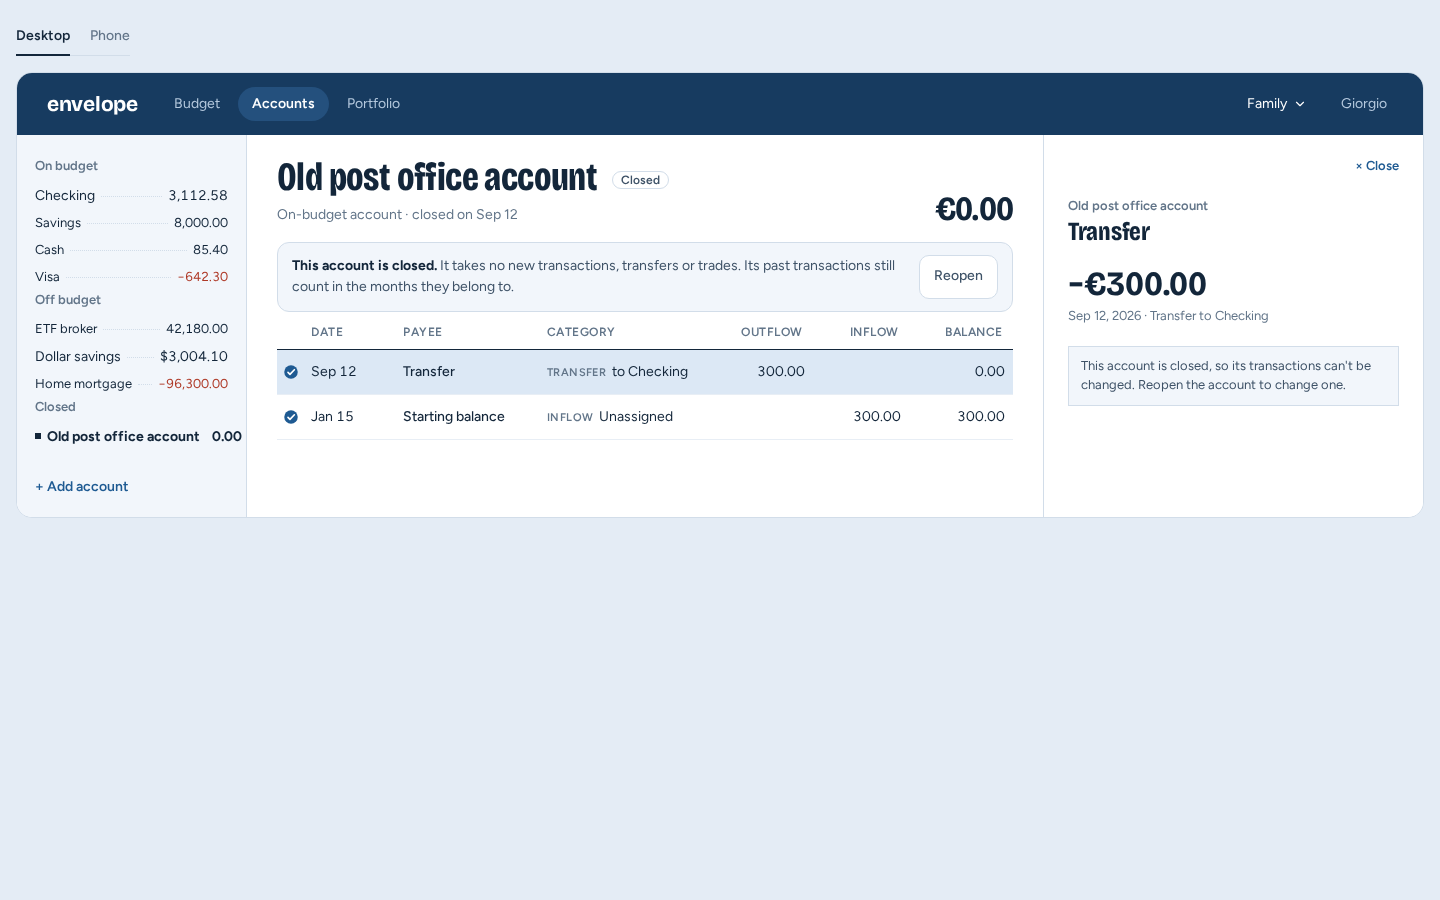 Desktop Phone
envelope Budget Accounts Portfolio Family Giorgio
On budget
Checking 3,112.58
Savings 8,000.00
Cash 85.40
Visa −642.30
Off budget
ETF broker 42,180.00
Dollar savings $3,004.10
Home mortgage −96,300.00
Closed
Old post office account 0.00
+ Add account
Old post office account Closed
On-budget account · closed on Sep 12
€0.00
This account is closed. It takes no new transactions, transfers or trades. Its past transactions still
count in the months they belong to.
Reopen
DATE PAYEE CATEGORY OUTFLOW INFLOW BALANCE
Sep 12 Transfer TRANSFER to Checking 300.00 0.00
Jan 15 Starting balance INFLOW Unassigned 300.00 300.00
× Close
Old post office account
Transfer
−€300.00
Sep 12, 2026 · Transfer to Checking
This account is closed, so its transactions can't be
changed. Reopen the account to change one.